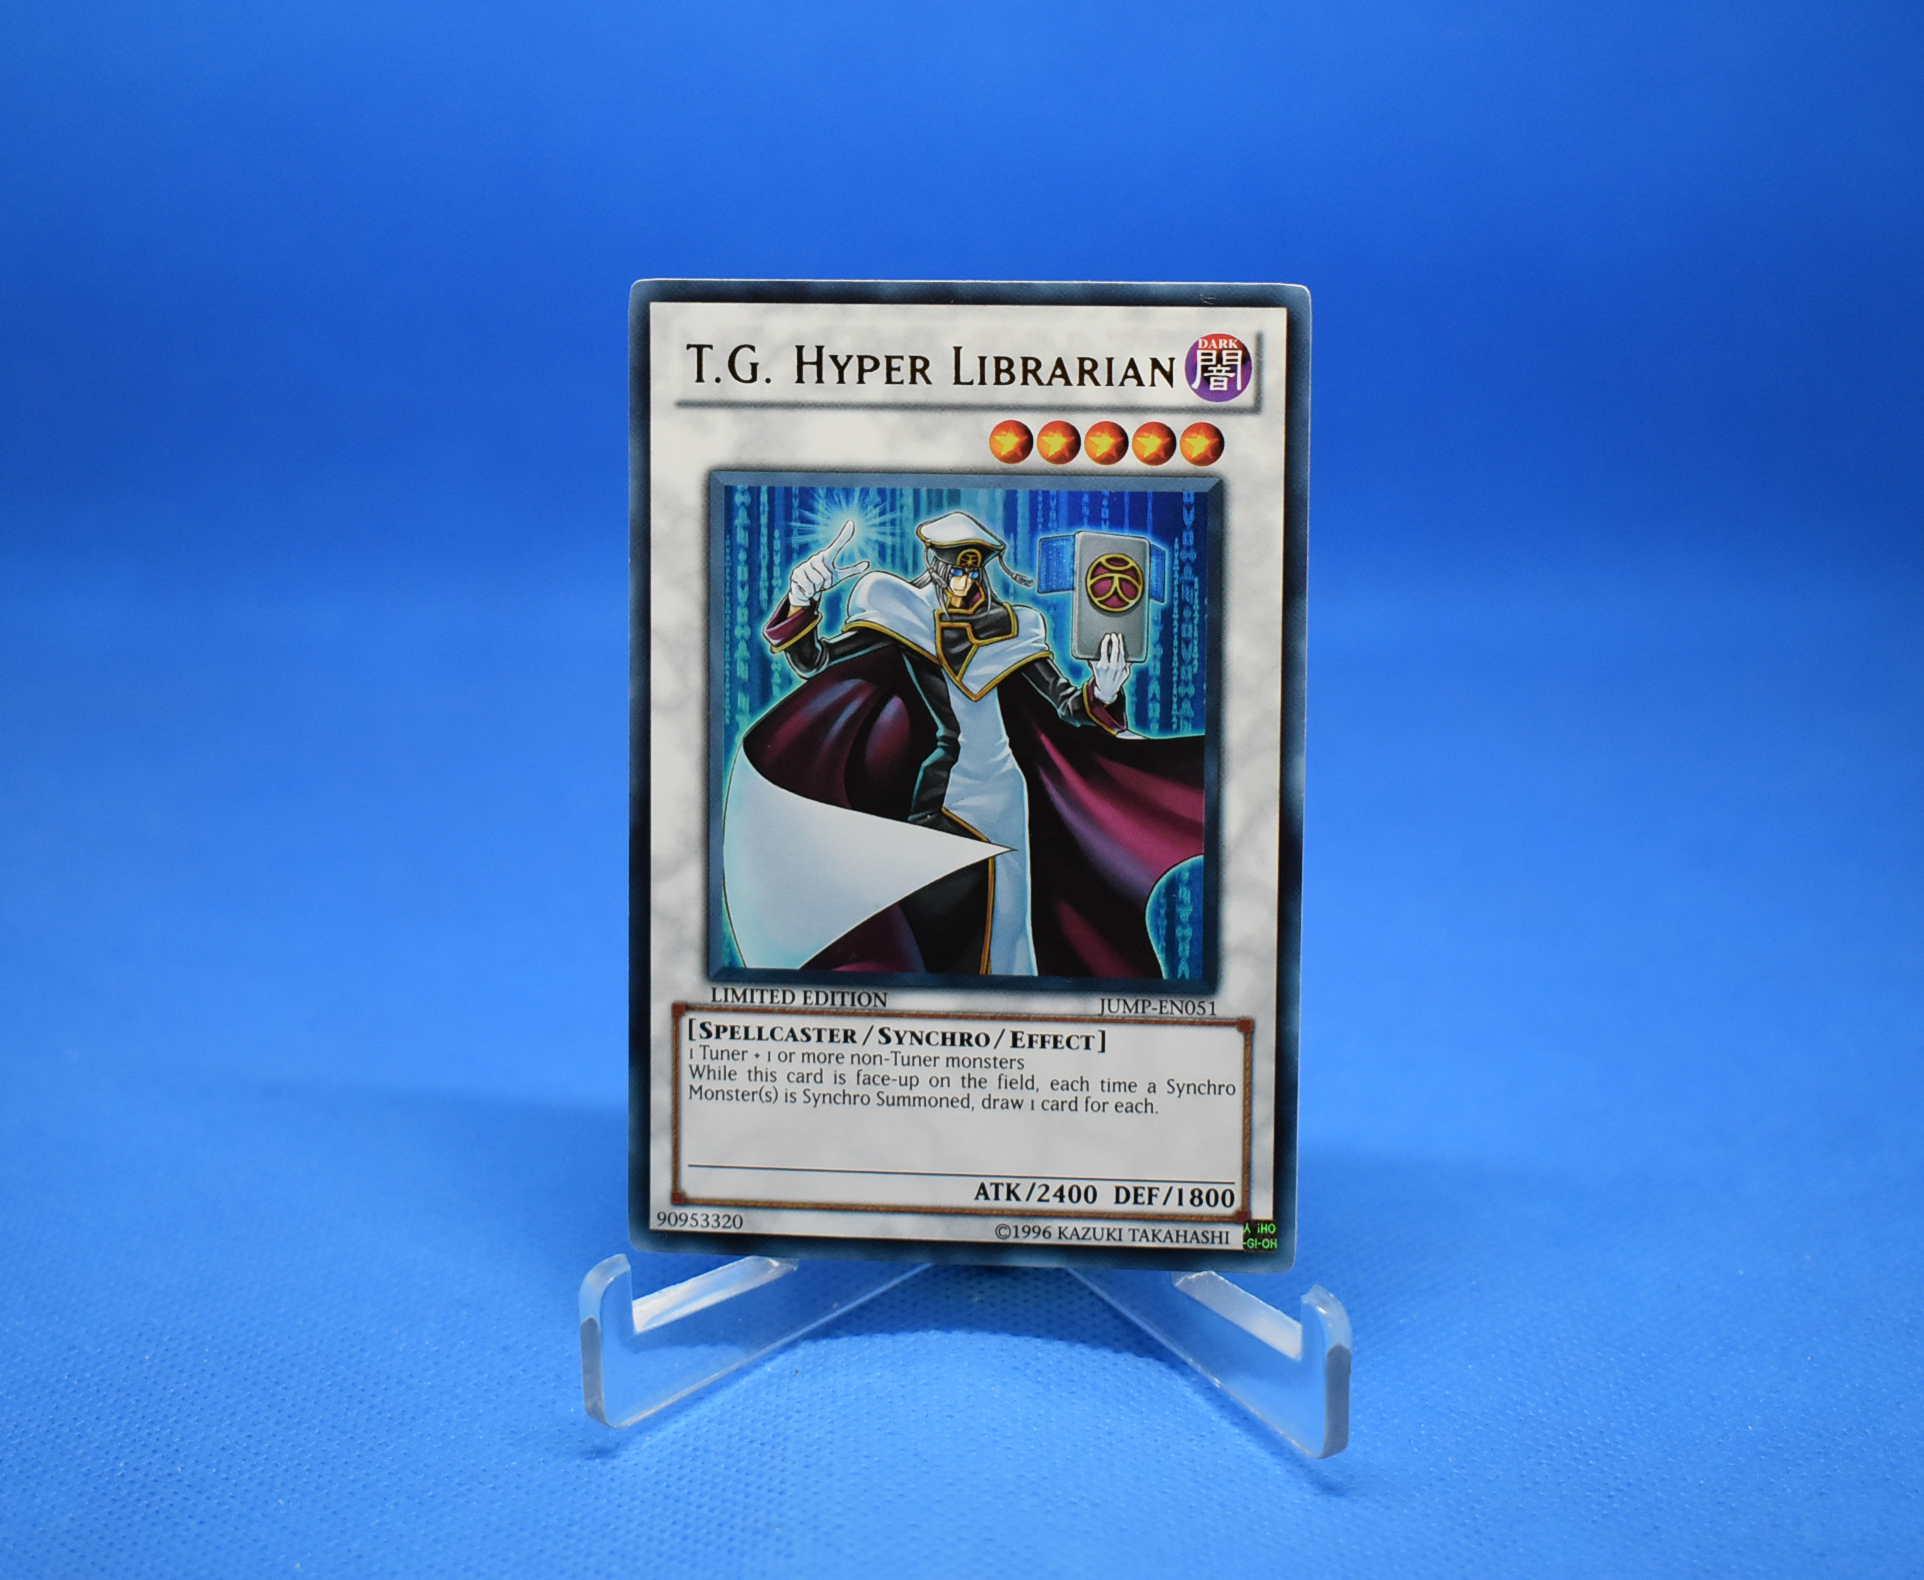 T.G. HYPER LIBRARIAN
DARK
闇
LIMITED EDITION
JUMP-EN051
[SPELLCASTER/SYNCHRO/EFFECT]
1 Tuner + 1 or more non-Tuner monsters
While this card is face-up on the field, each time a Synchro
Monster(s) is Synchro Summoned, draw 1 card for each.
ATK/2400 DEF/1800
90953320
©1996 KAZUKI TAKAHASHI
-GI-OH